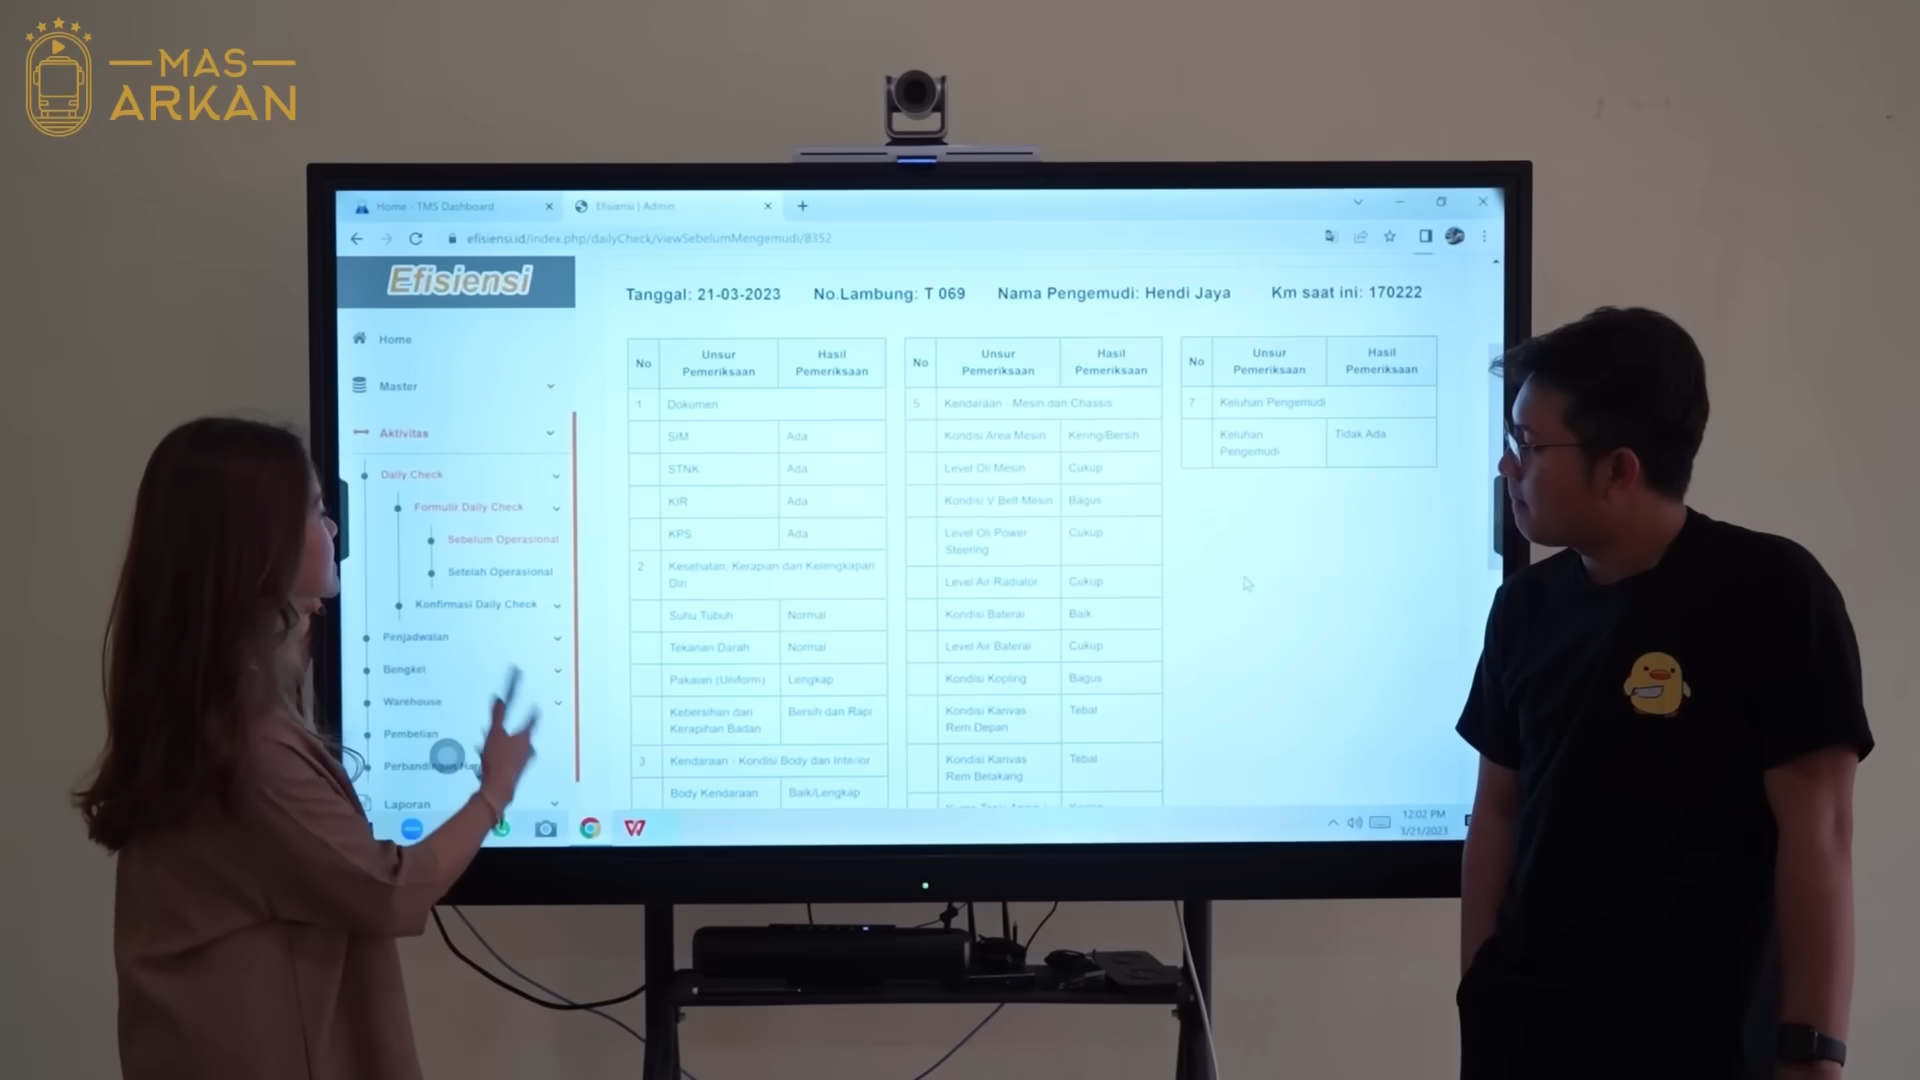 MAS
ARKAN
Home - TMS Dashboard
Efisiensi | Admin
efisiensi.id/index.php/dailyCheck/viewSebelumMengemudi/8352
Efisiensi
Home
Master
Aktivitas
Daily Check
Formulir Daily Check
Sebelum Operasional
Setelah Operasional
Konfirmasi Daily Check
Penjadwalan
Bengkel
Warehouse
Pembelian
Laporan
Tanggal: 21-03-2023 No.Lambung: T 069 Nama Pengemudi: Hendi Jaya Km saat ini: 170222
No Unsur Pemeriksaan Hasil Pemeriksaan
1 Dokumen
SIM Ada
STNK Ada
KIR Ada
KPS Ada
2 Kesehatan, Kerapian dan Kelengkapan
Diri
Suhu Tubuh Normal
Tekanan Darah Normal
Pakaian (Uniform) Lengkap
Kebersihan dan Bersih dan Rapi
Kerapihan Badan
3 Kendaraan - Kondisi Body dan Interior
Body Kendaraan Baik/Lengkap
No Unsur Pemeriksaan Hasil Pemeriksaan
5 Kendaraan - Mesin dan Chassis
Kondisi Area Mesin Kering/Bersih
Level Oli Mesin Cukup
Kondisi V Belt Mesin Bagus
Level Oli Power Cukup
Steering
Level Air Radiator Cukup
Kondisi Baterai Baik
Level Air Baterai Cukup
Kondisi Kopling Bagus
Kondisi Kanvas Tebal
Rem Depan
Kondisi Kanvas Tebal
Rem Belakang
No Unsur Pemeriksaan Hasil Pemeriksaan
7 Keluhan Pengemudi
Keluhan Tidak Ada
Pengemudi
12:02 PM
3/21/2023